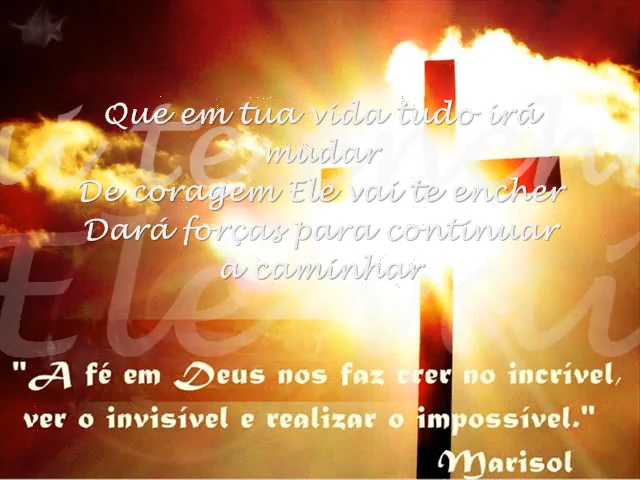 Que em tua vida tudo irá
mudar
De coragem Ele vai te encher
Dará forças para continuar
a caminhar
"A fé em Deus nos faz crer no incrível,
ver o invisível e realizar o impossível."
Marisol